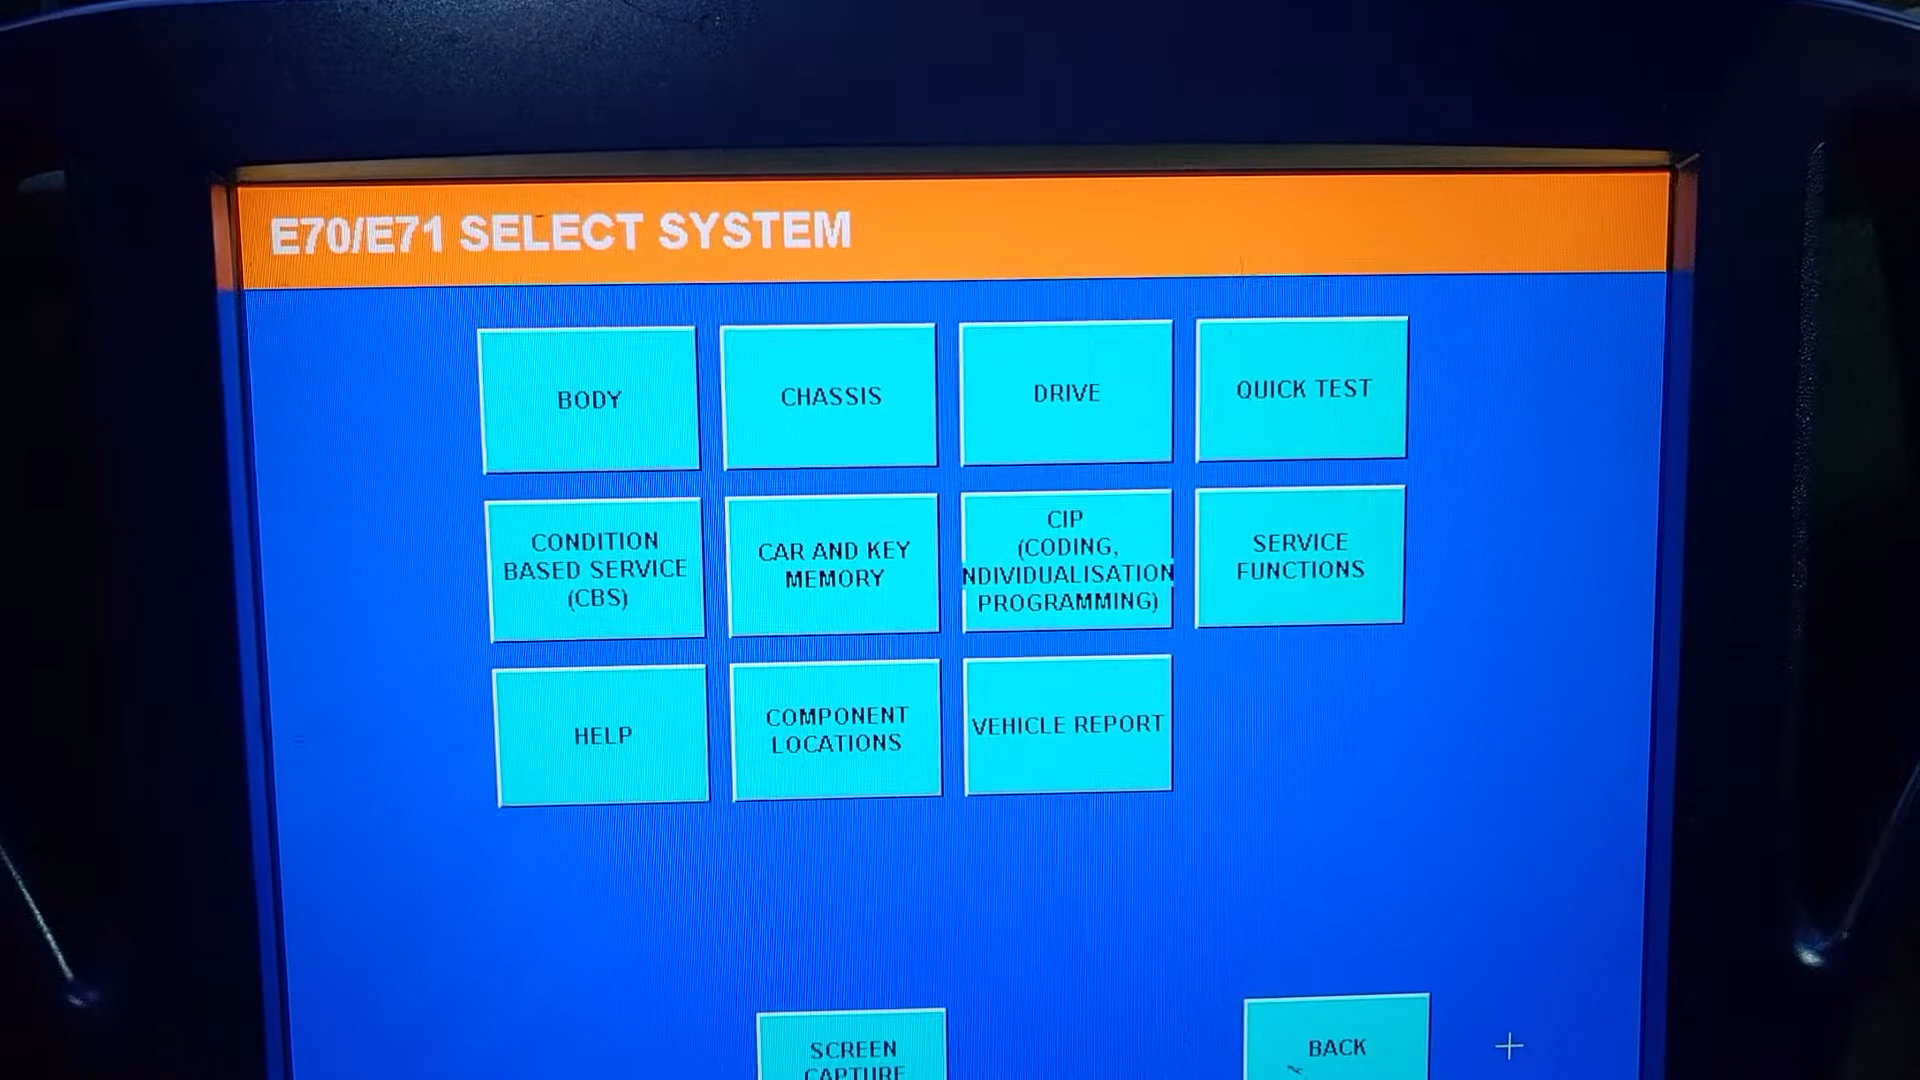 E70/E71 SELECT SYSTEM
BODY
CHASSIS
DRIVE
QUICK TEST
CONDITION
BASED SERVICE
(CBS)
CAR AND KEY
MEMORY
CIP
(CODING,
NDIVIDUALISATION
PROGRAMMING)
SERVICE
FUNCTIONS
HELP
COMPONENT
LOCATIONS
VEHICLE REPORT
SCREEN
CAPTURE
BACK